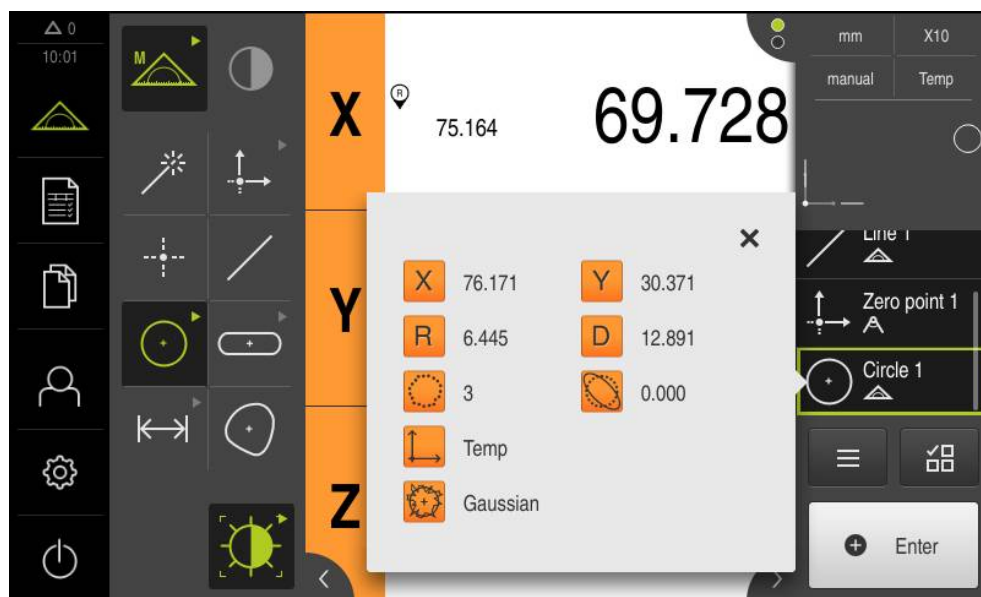 0
10:01
M
X
R
75.164
69.728
mm
X10
manual
Temp
Line 1
Zero point 1
Circle 1
Y
Z
X 76.171
Y 30.371
R 6.445
D 12.891
3
0.000
Temp
Gaussian
Enter